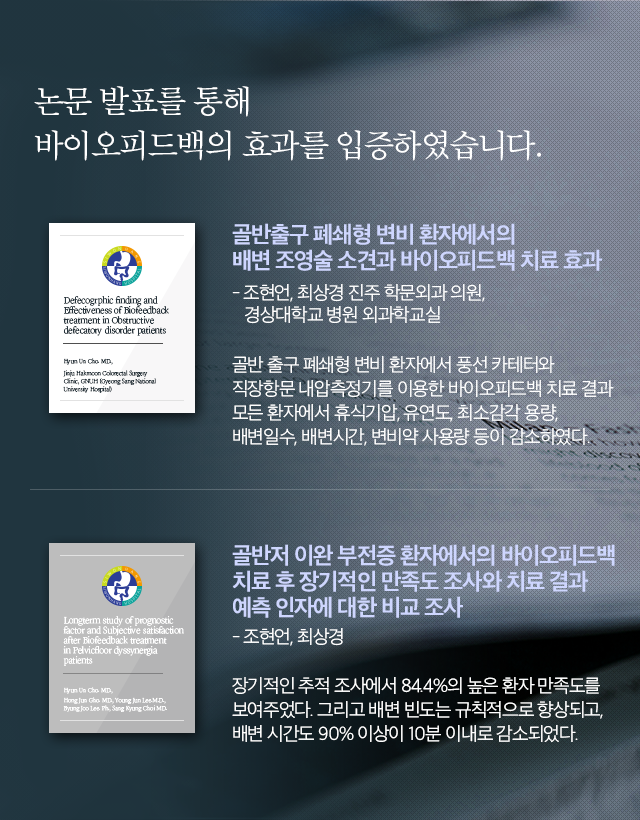 논문 발표를 통해
바이오피드백의 효과를 입증하였습니다.
Defecogrphic finding and
Effectiveness of Biofeedback
treatment in Obstructive
defecatory disorder patients
Hyun Un Cho. MD.,
Jinju Hakmoon Colorectal Surgery
Clinic, GNUH (Gyeong Sang National
University Hospital)
골반출구 폐쇄형 변비 환자에서의
배변 조영술 소견과 바이오피드백 치료 효과
- 조현언, 최상경 진주 학문외과 의원,
경상대학교 병원 외과학교실
골반 출구 폐쇄형 변비 환자에서 풍선 카테터와
직장항문 내압측정기를 이용한 바이오피드백 치료 결과
모든 환자에서 휴식기압, 유연도, 최소감각 용량,
배변일수, 배변시간, 변비약 사용량 등이 감소하였다.
Longterm study of prognostic
factor and Subjective satisfaction
after Biofeedback treatment
in Pelvicfloor dyssynergia
patients
Hyun Un Cho. MD.,
Hong Jun Gho. MD., Young Jun Lee M.D.,
Byung Joo Lee. Ph., Sang Kyung Choi MD.
골반저 이완 부전증 환자에서의 바이오피드백
치료 후 장기적인 만족도 조사와 치료 결과
예측 인자에 대한 비교 조사
- 조현언, 최상경
장기적인 추적 조사에서 84.4%의 높은 환자 만족도를
보여주었다. 그리고 배변 빈도는 규칙적으로 향상되고,
배변 시간도 90% 이상이 10분 이내로 감소되었다.